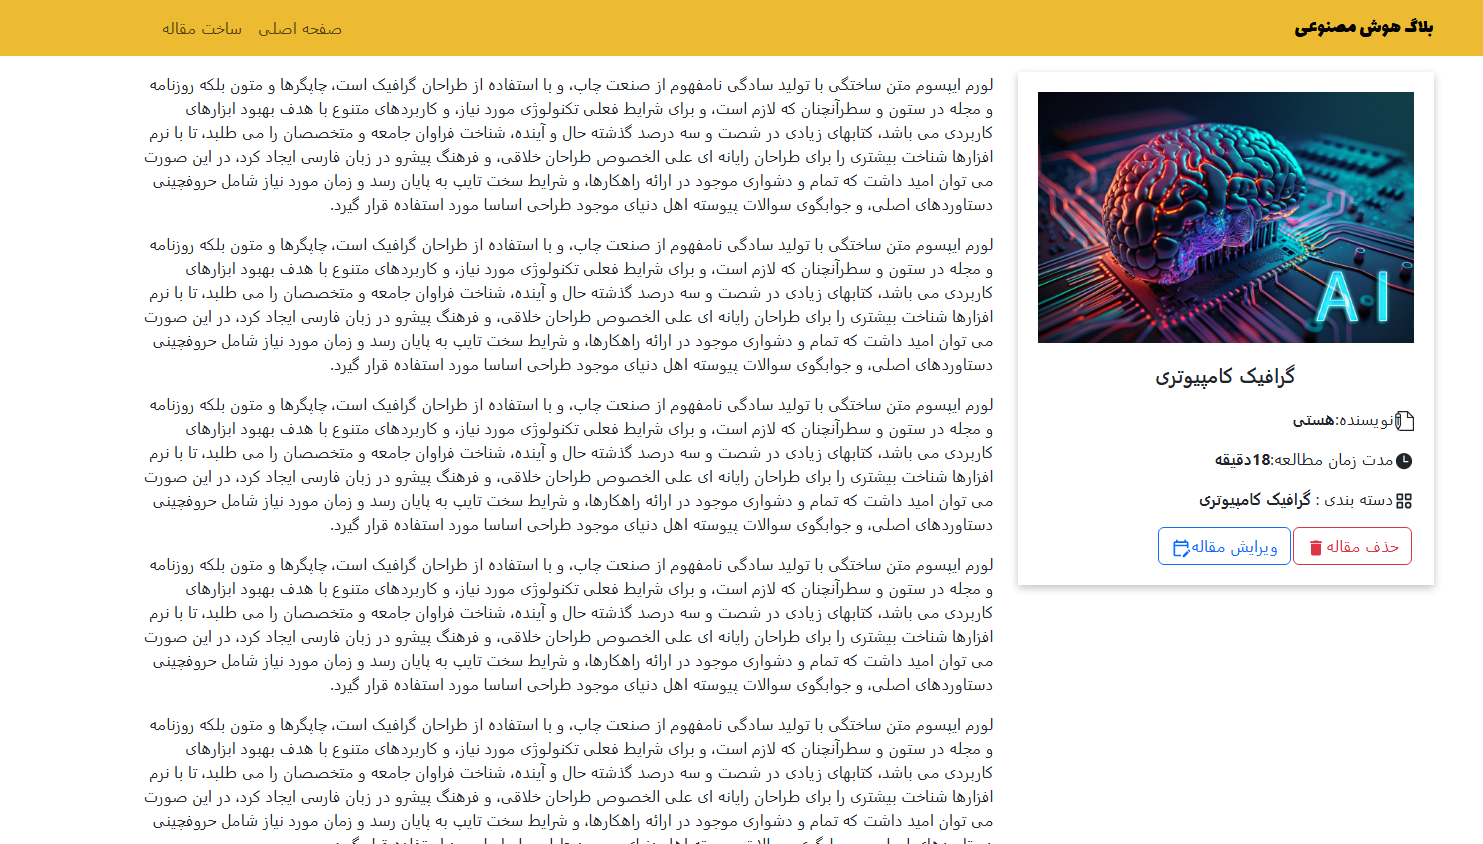 بلاگ هوش مصنوعی
صفحه اصلی
ساخت مقاله
AI
گرافیک کامپیوتری
نویسنده:هستی
مدت زمان مطالعه:18دقیقه
دسته بندی : گرافیک کامپیوتری
حذف مقاله
ویرایش مقاله
لورم ایپسوم متن ساختگی با تولید سادگی نامفهوم از صنعت چاپ، و با استفاده از طراحان گرافیک است، چاپگرها و متون بلکه روزنامه
و مجله در ستون و سطرآنچنان که لازم است، و برای شرایط فعلی تکنولوژی مورد نیاز، و کاربردهای متنوع با هدف بهبود ابزارهای
کاربردی می باشد، کتابهای زیادی در شصت و سه درصد گذشته حال و آینده، شناخت فراوان جامعه و متخصصان را می طلبد، تا با نرم
افزارها شناخت بیشتری را برای طراحان رایانه ای علی الخصوص طراحان خلاقی، و فرهنگ پیشرو در زبان فارسی ایجاد کرد، در این صورت
می توان امید داشت که تمام و دشواری موجود در ارائه راهکارها، و شرایط سخت تایپ به پایان رسد و زمان مورد نیاز شامل حروفچینی
دستاوردهای اصلی، و جوابگوی سوالات پیوسته اهل دنیای موجود طراحی اساسا مورد استفاده قرار گیرد.
لورم ایپسوم متن ساختگی با تولید سادگی نامفهوم از صنعت چاپ، و با استفاده از طراحان گرافیک است، چاپگرها و متون بلکه روزنامه
و مجله در ستون و سطرآنچنان که لازم است، و برای شرایط فعلی تکنولوژی مورد نیاز، و کاربردهای متنوع با هدف بهبود ابزارهای
کاربردی می باشد، کتابهای زیادی در شصت و سه درصد گذشته حال و آینده، شناخت فراوان جامعه و متخصصان را می طلبد، تا با نرم
افزارها شناخت بیشتری را برای طراحان رایانه ای علی الخصوص طراحان خلاقی، و فرهنگ پیشرو در زبان فارسی ایجاد کرد، در این صورت
می توان امید داشت که تمام و دشواری موجود در ارائه راهکارها، و شرایط سخت تایپ به پایان رسد و زمان مورد نیاز شامل حروفچینی
دستاوردهای اصلی، و جوابگوی سوالات پیوسته اهل دنیای موجود طراحی اساسا مورد استفاده قرار گیرد.
لورم ایپسوم متن ساختگی با تولید سادگی نامفهوم از صنعت چاپ، و با استفاده از طراحان گرافیک است، چاپگرها و متون بلکه روزنامه
و مجله در ستون و سطرآنچنان که لازم است، و برای شرایط فعلی تکنولوژی مورد نیاز، و کاربردهای متنوع با هدف بهبود ابزارهای
کاربردی می باشد، کتابهای زیادی در شصت و سه درصد گذشته حال و آینده، شناخت فراوان جامعه و متخصصان را می طلبد، تا با نرم
افزارها شناخت بیشتری را برای طراحان رایانه ای علی الخصوص طراحان خلاقی، و فرهنگ پیشرو در زبان فارسی ایجاد کرد، در این صورت
می توان امید داشت که تمام و دشواری موجود در ارائه راهکارها، و شرایط سخت تایپ به پایان رسد و زمان مورد نیاز شامل حروفچینی
دستاوردهای اصلی، و جوابگوی سوالات پیوسته اهل دنیای موجود طراحی اساسا مورد استفاده قرار گیرد.
لورم ایپسوم متن ساختگی با تولید سادگی نامفهوم از صنعت چاپ، و با استفاده از طراحان گرافیک است، چاپگرها و متون بلکه روزنامه
و مجله در ستون و سطرآنچنان که لازم است، و برای شرایط فعلی تکنولوژی مورد نیاز، و کاربردهای متنوع با هدف بهبود ابزارهای
کاربردی می باشد، کتابهای زیادی در شصت و سه درصد گذشته حال و آینده، شناخت فراوان جامعه و متخصصان را می طلبد، تا با نرم
افزارها شناخت بیشتری را برای طراحان رایانه ای علی الخصوص طراحان خلاقی، و فرهنگ پیشرو در زبان فارسی ایجاد کرد، در این صورت
می توان امید داشت که تمام و دشواری موجود در ارائه راهکارها، و شرایط سخت تایپ به پایان رسد و زمان مورد نیاز شامل حروفچینی
دستاوردهای اصلی، و جوابگوی سوالات پیوسته اهل دنیای موجود طراحی اساسا مورد استفاده قرار گیرد.
لورم ایپسوم متن ساختگی با تولید سادگی نامفهوم از صنعت چاپ، و با استفاده از طراحان گرافیک است، چاپگرها و متون بلکه روزنامه
و مجله در ستون و سطرآنچنان که لازم است، و برای شرایط فعلی تکنولوژی مورد نیاز، و کاربردهای متنوع با هدف بهبود ابزارهای
کاربردی می باشد، کتابهای زیادی در شصت و سه درصد گذشته حال و آینده، شناخت فراوان جامعه و متخصصان را می طلبد، تا با نرم
افزارها شناخت بیشتری را برای طراحان رایانه ای علی الخصوص طراحان خلاقی، و فرهنگ پیشرو در زبان فارسی ایجاد کرد، در این صورت
می توان امید داشت که تمام و دشواری موجود در ارائه راهکارها، و شرایط سخت تایپ به پایان رسد و زمان مورد نیاز شامل حروفچینی